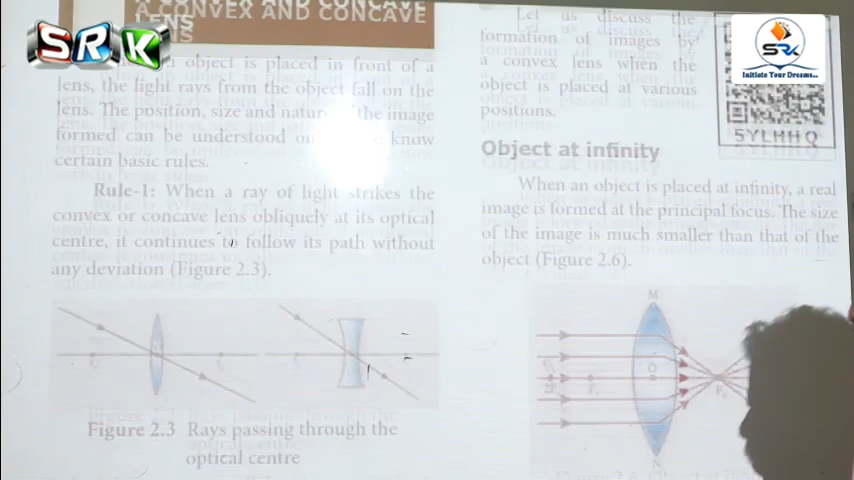 A CONVEX AND CONCAVE
LENS
SRK
object is placed in front of a
lens, the light rays from the object fall on the
lens. The position, size and nature of the image
formed can be understood know
certain basic rules.
Rule-1: When a ray of light strikes the
convex or concave lens obliquely at its optical
centre, it continues to follow its path without
any deviation (Figure 2.3).
Figure 2.3 Rays passing through the
optical centre
Let us discuss the
formation of images by
a convex lens when the
object is placed at various
positions.
SRK
Initiate Your Dreams..
5YLHHQ
Object at infinity
When an object is placed at infinity, a real
image is formed at the principal focus. The size
of the image is much smaller than that of the
object (Figure 2.6).
M
O
N
Figure 2.6 Object at